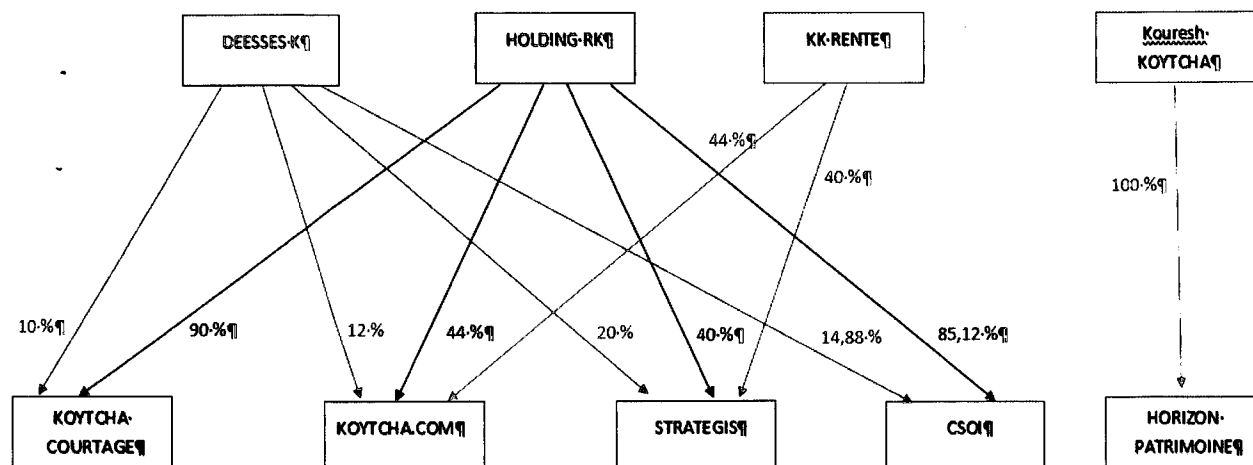 DEESSES·K¶
HOLDING·RK¶
KK·RENTE¶
Kouresh·
KOYTCHA¶
44·%¶
40·%¶
100·%¶
10·%¶
90·%¶
12·%
44·%¶
20·%
40·%¶
14,88·%
85,12·%¶
KOYTCHA·
COURTAGE¶
KOYTCHA.COM¶
STRATEGIS¶
CSOI¶
HORIZON·
PATRIMOINE¶